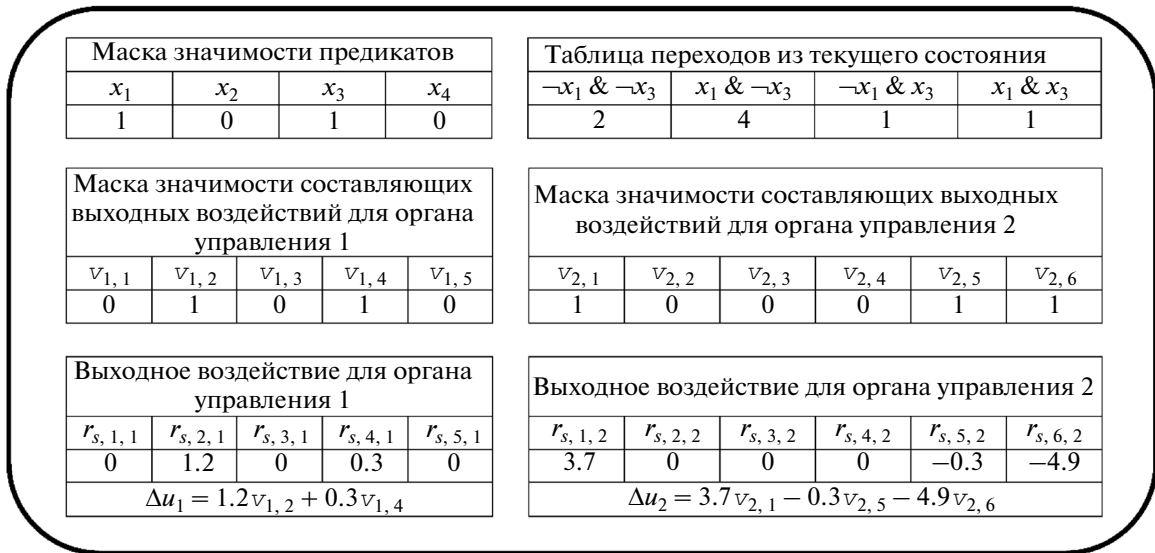 Маска значимости предикатов
x₁ x₂ x₃ x₄
1 0 1 0
Таблица переходов из текущего состояния
¬x₁ & ¬x₃ x₁ & ¬x₃ ¬x₁ & x₃ x₁ & x₃
2 4 1 1
Маска значимости составляющих
выходных воздействий для органа
управления 1
v₁, ₁ v₁, ₂ v₁, ₃ v₁, ₄ v₁, ₅
0 1 0 1 0
Маска значимости составляющих выходных
воздействий для органа управления 2
v₂, ₁ v₂, ₂ v₂, ₃ v₂, ₄ v₂, ₅ v₂, ₆
1 0 0 0 1 1
Выходное воздействие для органа
управления 1
rₛ, ₁, ₁ rₛ, ₂, ₁ rₛ, ₃, ₁ rₛ, ₄, ₁ rₛ, ₅, ₁
0 1.2 0 0.3 0
Δu₁ = 1.2v₁, ₂ + 0.3v₁, ₄
Выходное воздействие для органа управления 2
rₛ, ₁, ₂ rₛ, ₂, ₂ rₛ, ₃, ₂ rₛ, ₄, ₂ rₛ, ₅, ₂ rₛ, ₆, ₂
3.7 0 0 0 −0.3 −4.9
Δu₂ = 3.7v₂, ₁ − 0.3v₂, ₅ − 4.9v₂, ₆